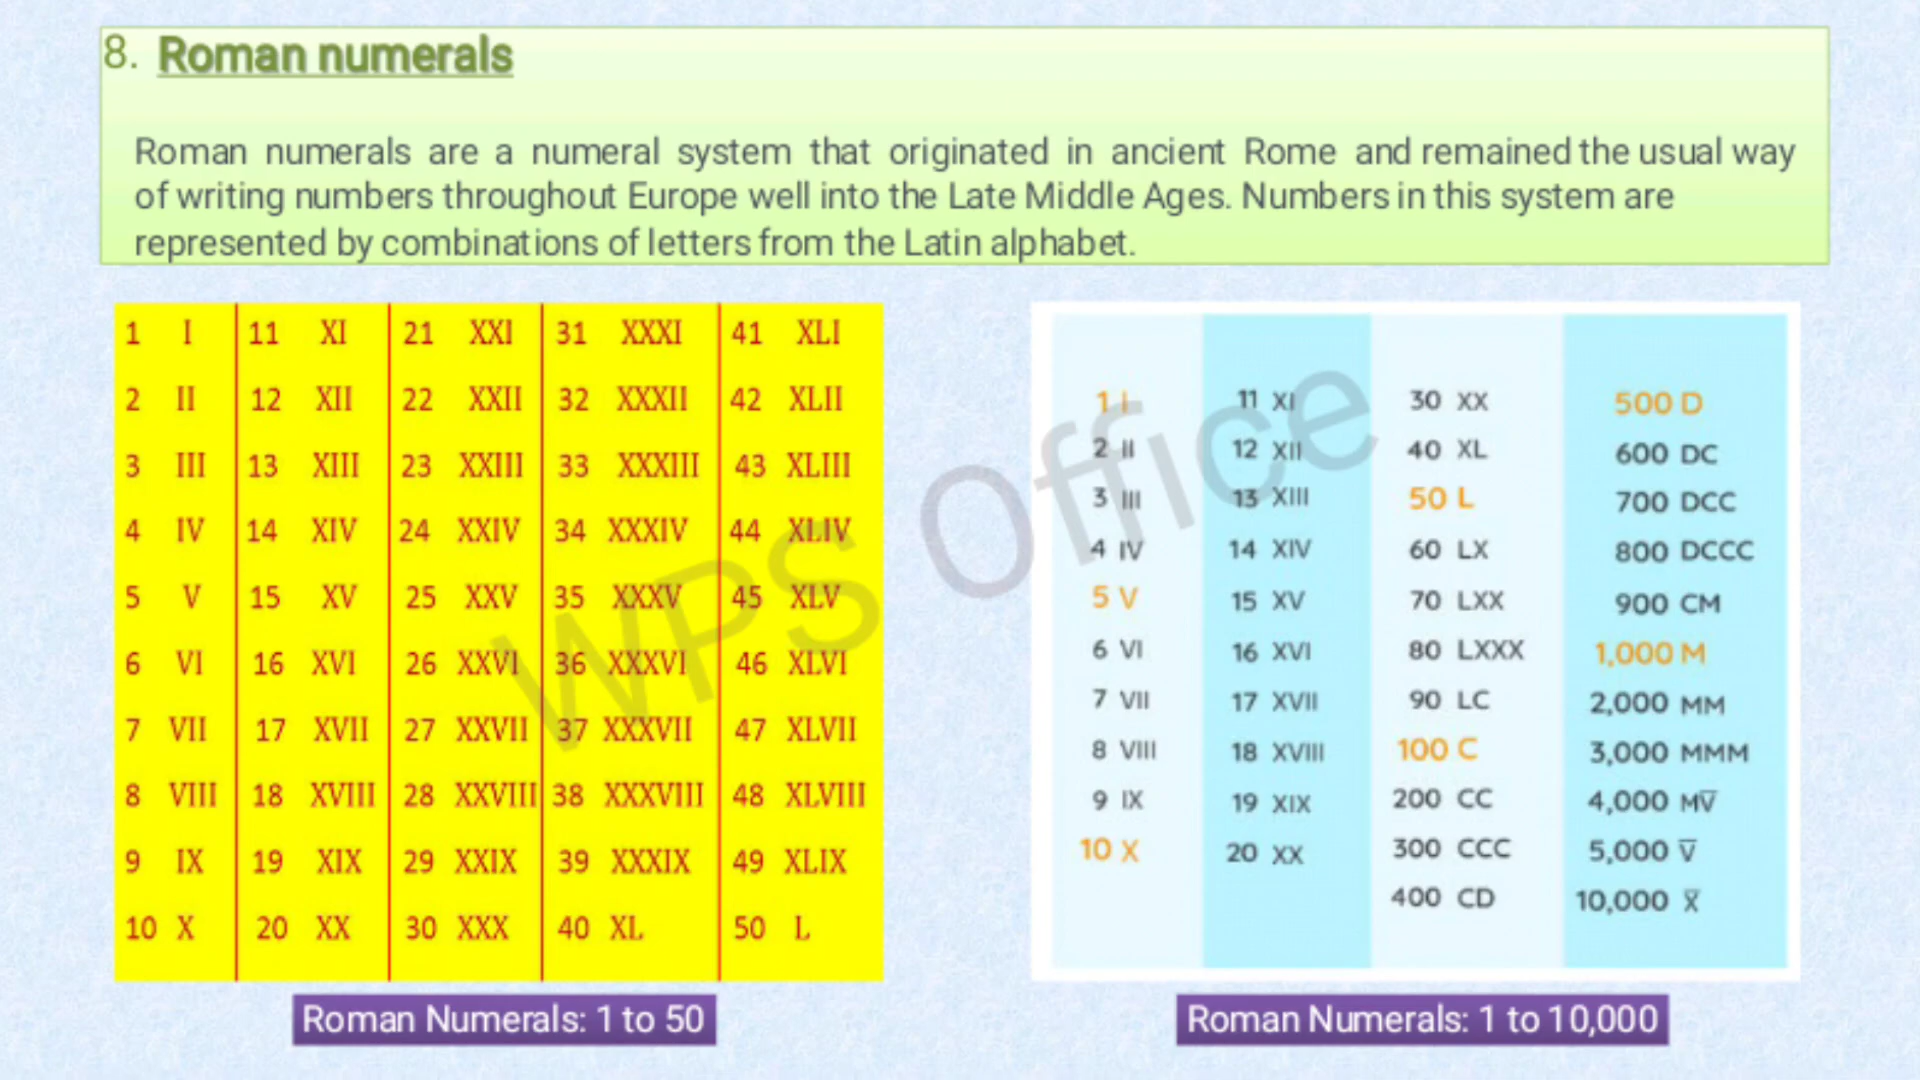 8. Roman numerals
Roman numerals are a numeral system that originated in ancient Rome and remained the usual way
of writing numbers throughout Europe well into the Late Middle Ages. Numbers in this system are
represented by combinations of letters from the Latin alphabet.
1 I 11 XI 21 XXI 31 XXXI 41 XLI
2 II 12 XII 22 XXII 32 XXXII 42 XLII
3 III 13 XIII 23 XXIII 33 XXXIII 43 XLIII
4 IV 14 XIV 24 XXIV 34 XXXIV 44 XLIV
5 V 15 XV 25 XXV 35 XXXV 45 XLV
6 VI 16 XVI 26 XXVI 36 XXXVI 46 XLVI
7 VII 17 XVII 27 XXVII 37 XXXVII 47 XLVII
8 VIII 18 XVIII 28 XXVIII 38 XXXVIII 48 XLVIII
9 IX 19 XIX 29 XXIX 39 XXXIX 49 XLIX
10 X 20 XX 30 XXX 40 XL 50 L
Roman Numerals: 1 to 50
1 I 11 XI 30 XX 500 D
2 II 12 XII 40 XL 600 DC
3 III 13 XIII 50 L 700 DCC
4 IV 14 XIV 60 LX 800 DCCC
5 V 15 XV 70 LXX 900 CM
6 VI 16 XVI 80 LXXX 1,000 M
7 VII 17 XVII 90 LC 2,000 MM
8 VIII 18 XVIII 100 C 3,000 MMM
9 IX 19 XIX 200 CC 4,000 MV̅
10 X 20 XX 300 CCC 5,000 V̅
400 CD 10,000 X̅
Roman Numerals: 1 to 10,000
WPS Office